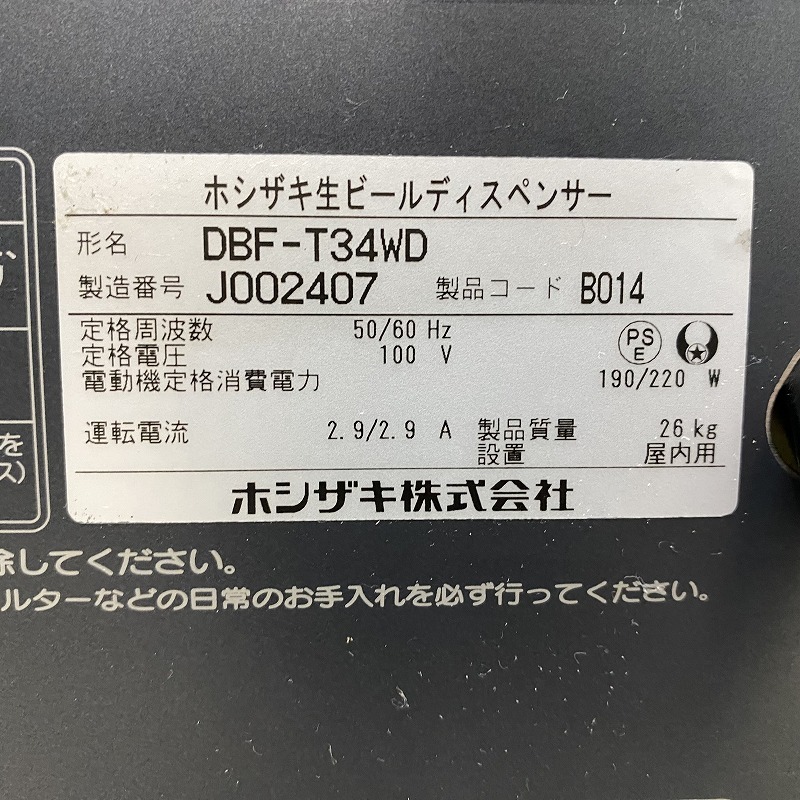 ホシザキ生ビールディスペンサー
形名 DBF-T34WD
製造番号 J002407 製品コード B014
定格周波数 50/60 Hz
定格電圧 100 V
電動機定格消費電力 190/220 W
PS
E
運転電流 2.9/2.9 A 製品質量 26 kg
設置 屋内用
ホシザキ株式会社
を
ス)
除してください。
ルターなどの日常のお手入れを必ず行ってください。